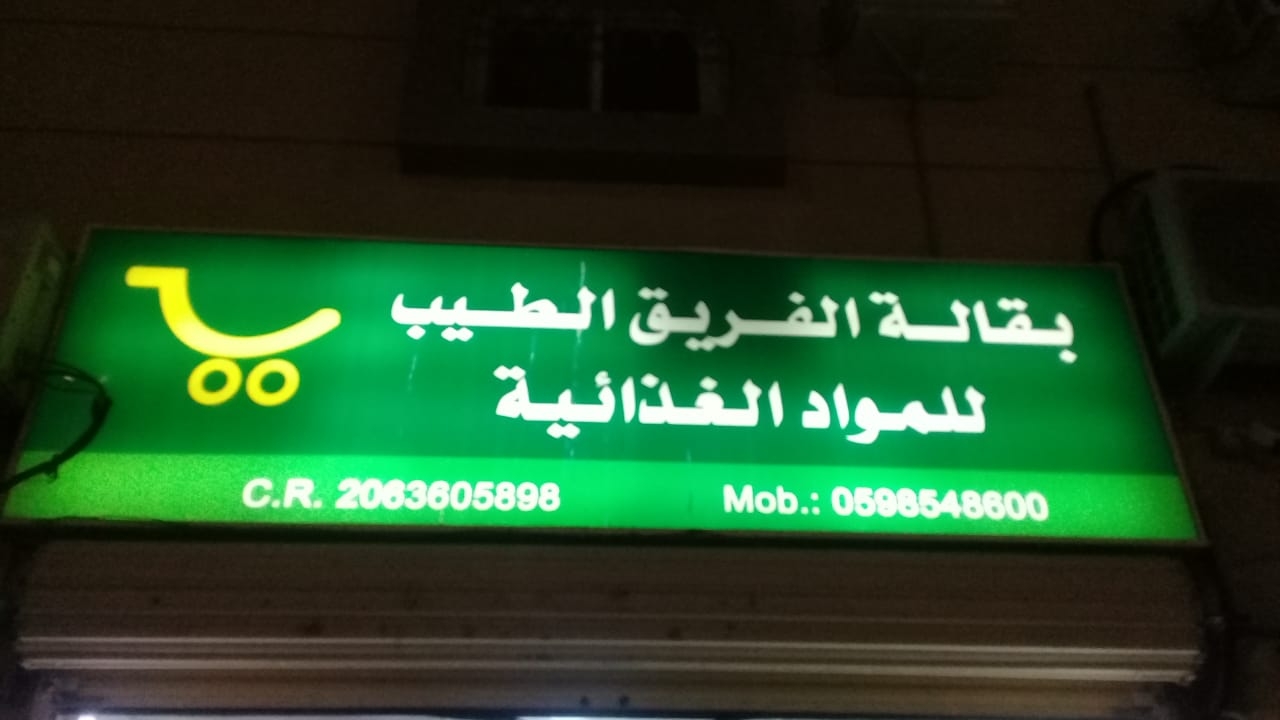 بقالة الفريق الطيب
للمواد الغذائية
C.R. 2063605898 Mob.: 0598548600